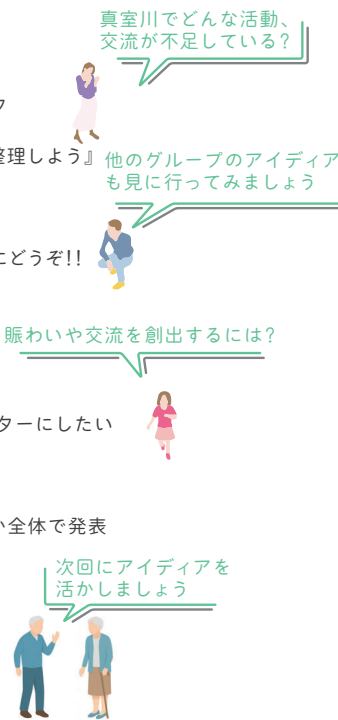 真室川でどんな活動、
交流が不足している?
整理しよう』
他のグループのアイディア
も見に行ってみましょう
にどうぞ!!
賑わいや交流を創出するには?
ターにしたい
い全体で発表
次回にアイディアを
活かしましょう